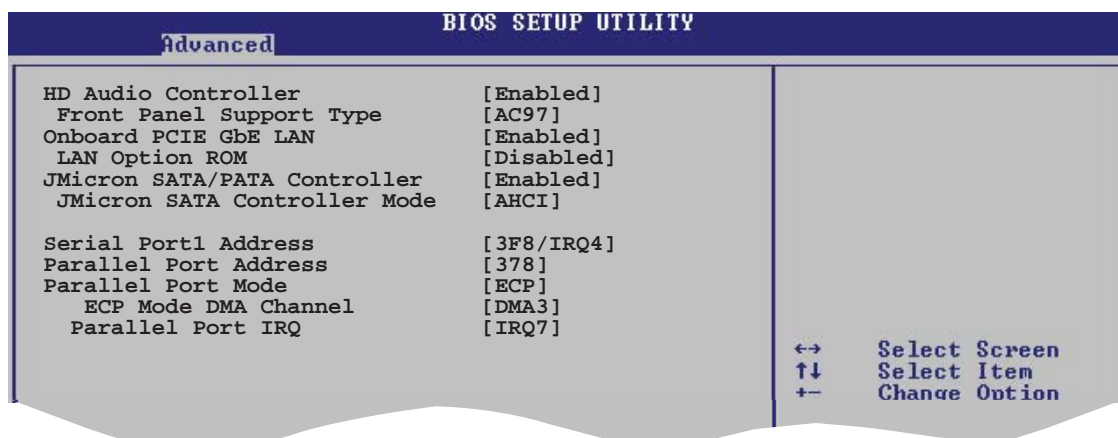 BIOS SETUP UTILITY
Advanced
HD Audio Controller [Enabled]
Front Panel Support Type [AC97]
Onboard PCIE GbE LAN [Enabled]
LAN Option ROM [Disabled]
JMicron SATA/PATA Controller [Enabled]
JMicron SATA Controller Mode [AHCI]
Serial Port1 Address [3F8/IRQ4]
Parallel Port Address [378]
Parallel Port Mode [ECP]
ECP Mode DMA Channel [DMA3]
Parallel Port IRQ [IRQ7]
←→ Select Screen
↑↓ Select Item
+- Change Option